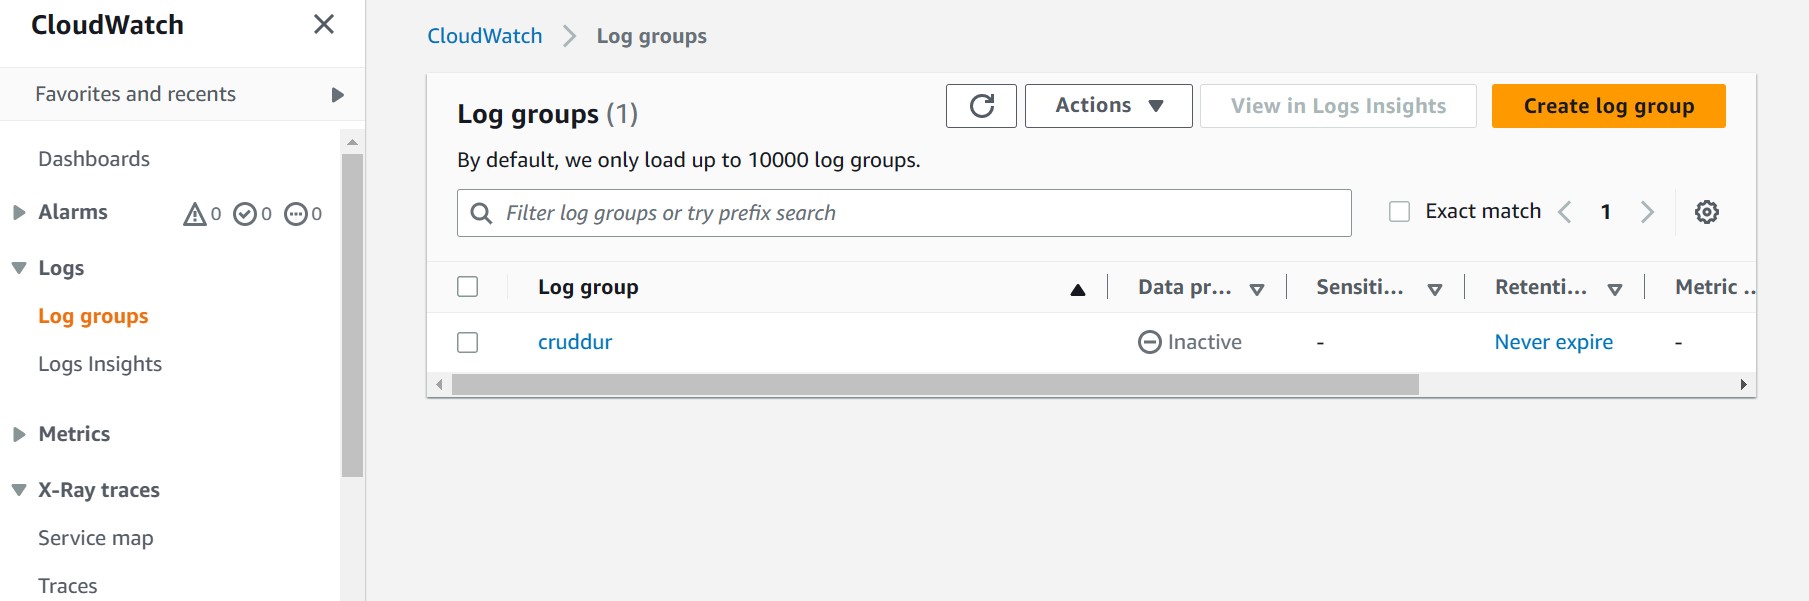 CloudWatch
Favorites and recents
Dashboards
Alarms 0 0 0
Logs
Log groups
Logs Insights
Metrics
X-Ray traces
Service map
Traces
CloudWatch Log groups
Log groups (1) Actions View in Logs Insights Create log group
By default, we only load up to 10000 log groups.
Filter log groups or try prefix search Exact match 1
Log group Data pr... Sensiti... Retenti... Metric ..
cruddur Inactive - Never expire -